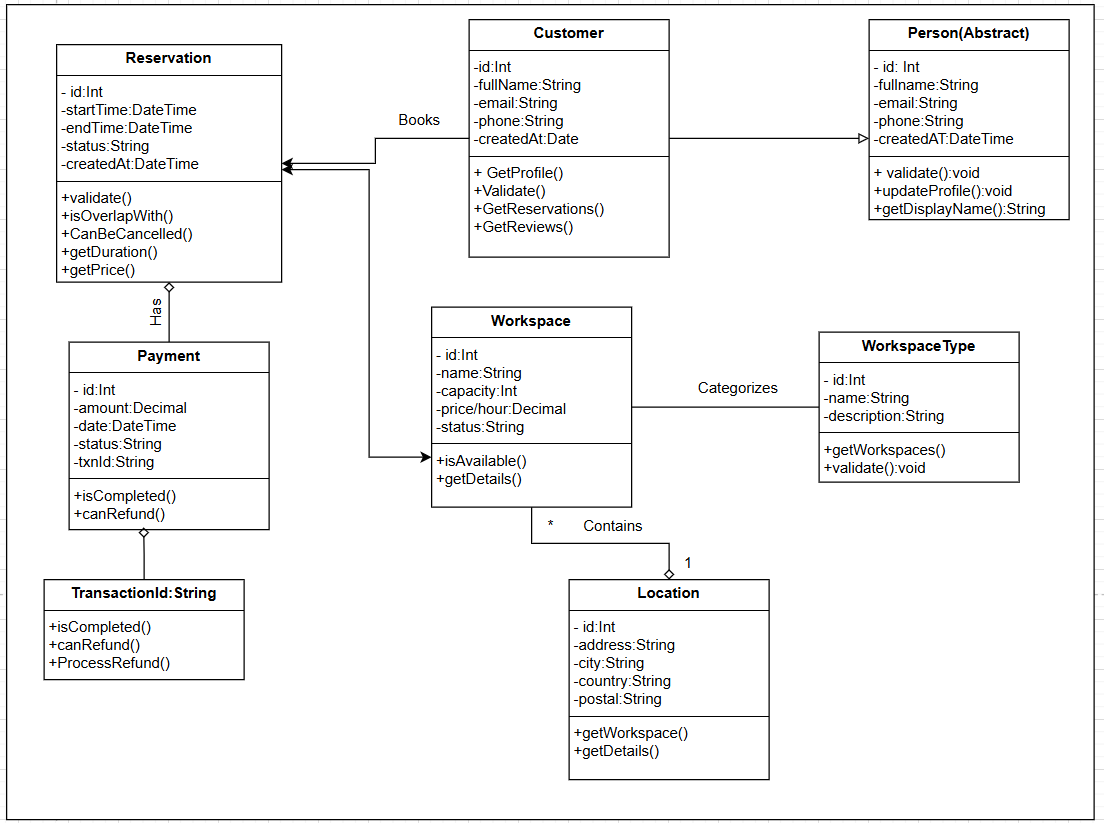 Reservation
- id:Int
-startTime:DateTime
-endTime:DateTime
-status:String
-createdAt:DateTime
+validate()
+isOverlapWith()
+CanBeCancelled()
+getDuration()
+getPrice()
Books
Customer
-id:Int
-fullName:String
-email:String
-phone:String
-createdAt:Date
+ GetProfile()
+Validate()
+GetReservations()
+GetReviews()
Person(Abstract)
- id: Int
-fullname:String
-email:String
-phone:String
-createdAT:DateTime
+ validate():void
+updateProfile():void
+getDisplayName():String
Has
Payment
- id:Int
-amount:Decimal
-date:DateTime
-status:String
-txnId:String
+isCompleted()
+canRefund()
Workspace
- id:Int
-name:String
-capacity:Int
-price/hour:Decimal
-status:String
+isAvailable()
+getDetails()
Categorizes
WorkspaceType
- id:Int
-name:String
-description:String
+getWorkspaces()
+validate():void
* Contains
1
TransactionId:String
+isCompleted()
+canRefund()
+ProcessRefund()
Location
- id:Int
-address:String
-city:String
-country:String
-postal:String
+getWorkspace()
+getDetails()